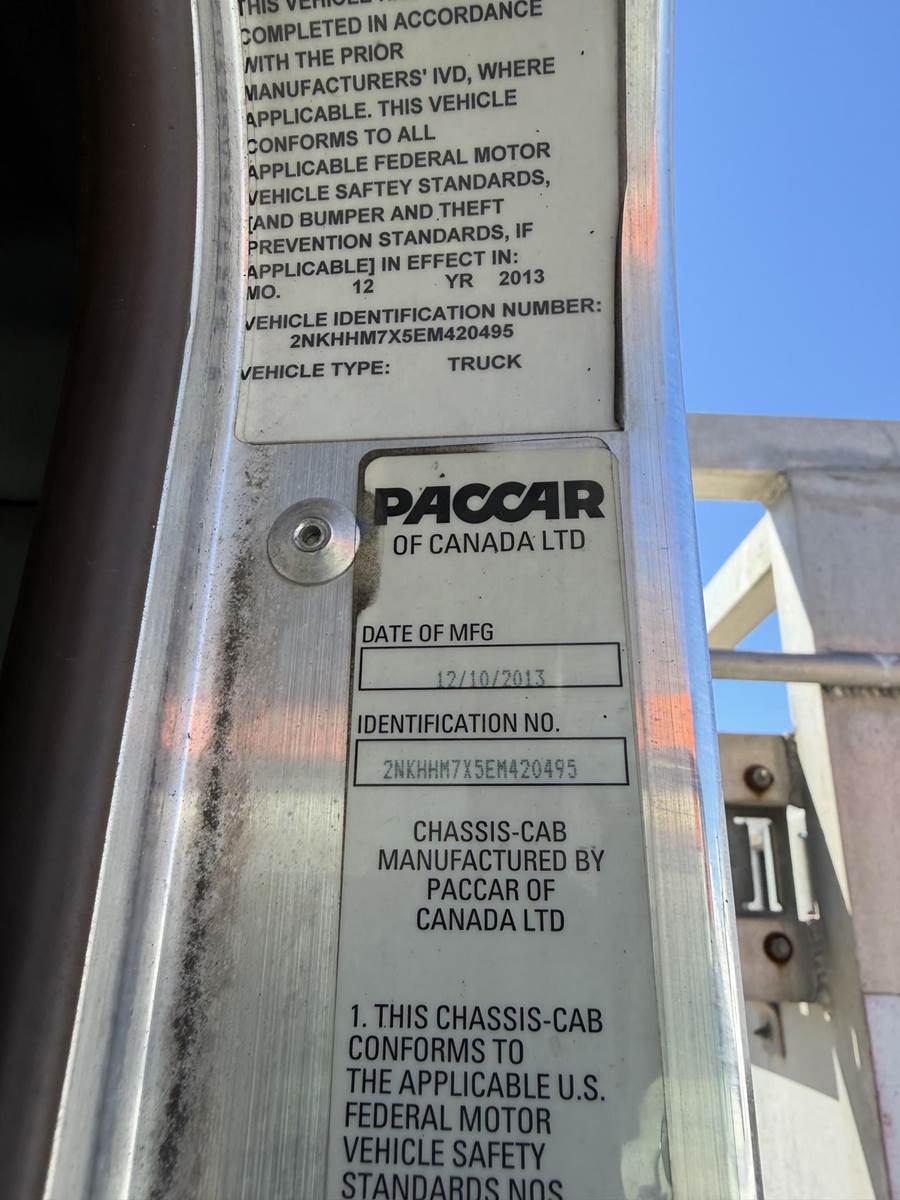 THIS VEHICLE
COMPLETED IN ACCORDANCE
WITH THE PRIOR
MANUFACTURERS' IVD, WHERE
APPLICABLE. THIS VEHICLE
CONFORMS TO ALL
APPLICABLE FEDERAL MOTOR
VEHICLE SAFTEY STANDARDS,
[AND BUMPER AND THEFT
PREVENTION STANDARDS, IF
APPLICABLE] IN EFFECT IN:
MO. 12 YR 2013
VEHICLE IDENTIFICATION NUMBER:
2NKHHM7X5EM420495
VEHICLE TYPE: TRUCK
PACCAR
OF CANADA LTD
DATE OF MFG
12/10/2013
IDENTIFICATION NO.
2NKHHM7X5EM420495
CHASSIS-CAB
MANUFACTURED BY
PACCAR OF
CANADA LTD
1. THIS CHASSIS-CAB
CONFORMS TO
THE APPLICABLE U.S.
FEDERAL MOTOR
VEHICLE SAFETY
STANDARDS NOS